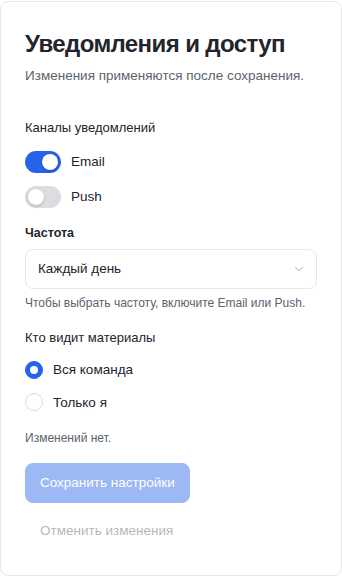 Уведомления и доступ
Изменения применяются после сохранения.
Каналы уведомлений
Email
Push
Частота
Каждый день
Чтобы выбрать частоту, включите Email или Push.
Кто видит материалы
Вся команда
Только я
Изменений нет.
Сохранить настройки
Отменить изменения